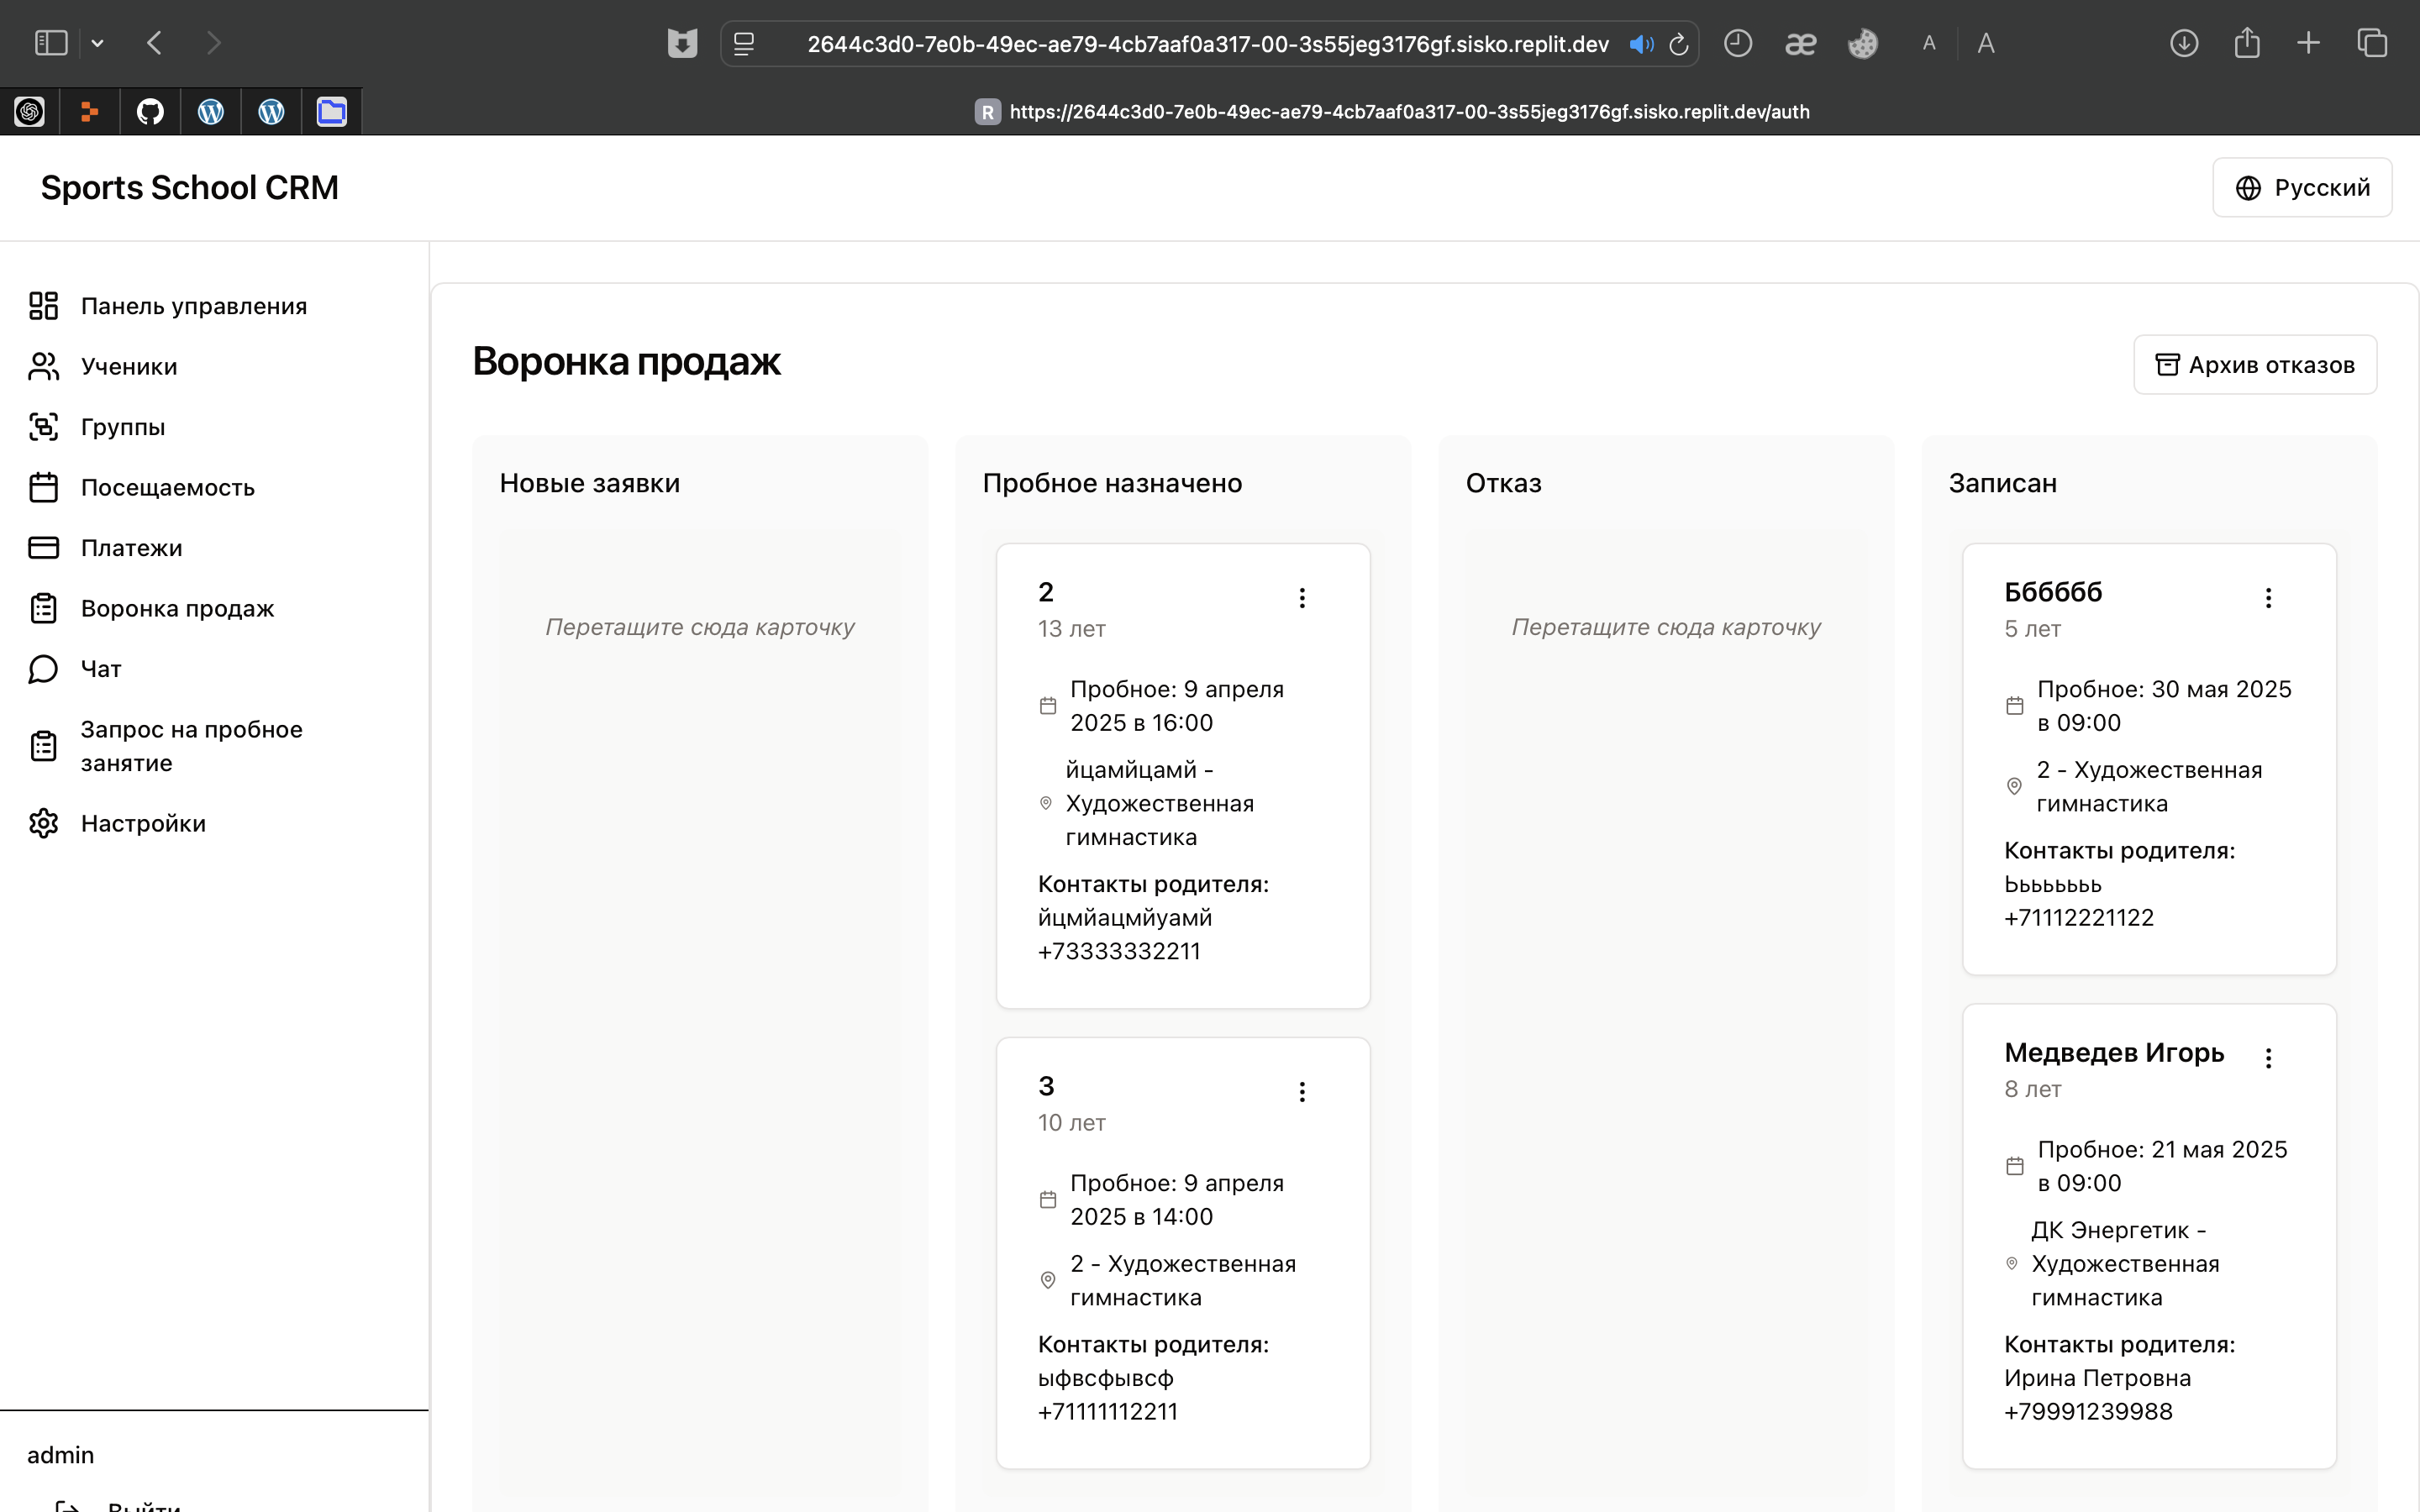 2644c3d0-7e0b-49ec-ae79-4cb7aaf0a317-00-3s55jeg3176gf.sisko.replit.dev
æ
A
A
R https://2644c3d0-7e0b-49ec-ae79-4cb7aaf0a317-00-3s55jeg3176gf.sisko.replit.dev/auth
Sports School CRM
Русский
Панель управления
Ученики
Группы
Посещаемость
Платежи
Воронка продаж
Чат
Запрос на пробное
занятие
Настройки
admin
Выйти
Воронка продаж
Архив отказов
Новые заявки
Перетащите сюда карточку
Пробное назначено
2
13 лет
Пробное: 9 апреля
2025 в 16:00
йцамйцамй -
Художественная
гимнастика
Контакты родителя:
йцмйацмйуамй
+73333332211
3
10 лет
Пробное: 9 апреля
2025 в 14:00
2 - Художественная
гимнастика
Контакты родителя:
ыфвсфывсф
+71111112211
Отказ
Перетащите сюда карточку
Записан
Бббббб
5 лет
Пробное: 30 мая 2025
в 09:00
2 - Художественная
гимнастика
Контакты родителя:
Ььььььь
+71112221122
Медведев Игорь
8 лет
Пробное: 21 мая 2025
в 09:00
ДК Энергетик -
Художественная
гимнастика
Контакты родителя:
Ирина Петровна
+79991239988